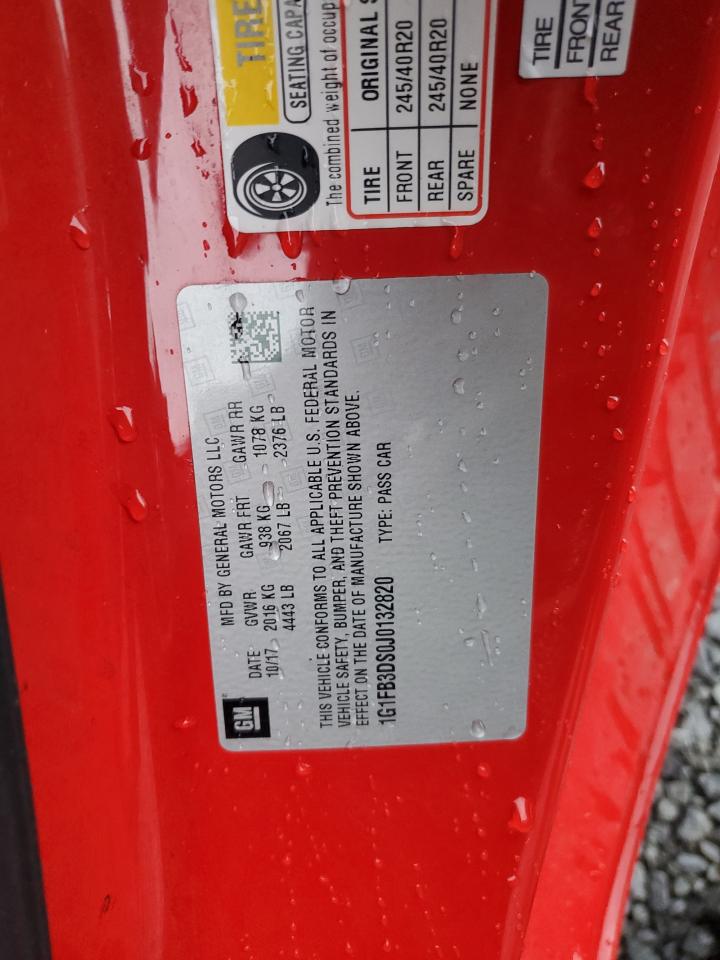 TIRE
SEATING CAPA
The combined weight of occup
TIRE ORIGINAL S
FRONT 245/40R20
REAR 245/40R20
SPARE NONE
TIRE
FRONT
REAR
GM
MFD BY GENERAL MOTORS LLC
DATE GVWR GAWR FRT GAWR RR
10/17 2016 KG 938 KG 1078 KG
4443 LB 2067 LB 2376 LB
THIS VEHICLE CONFORMS TO ALL APPLICABLE U.S. FEDERAL MOTOR
VEHICLE SAFETY, BUMPER, AND THEFT PREVENTION STANDARDS IN
EFFECT ON THE DATE OF MANUFACTURE SHOWN ABOVE.
1G1FB3DS0J0132820 TYPE: PASS CAR